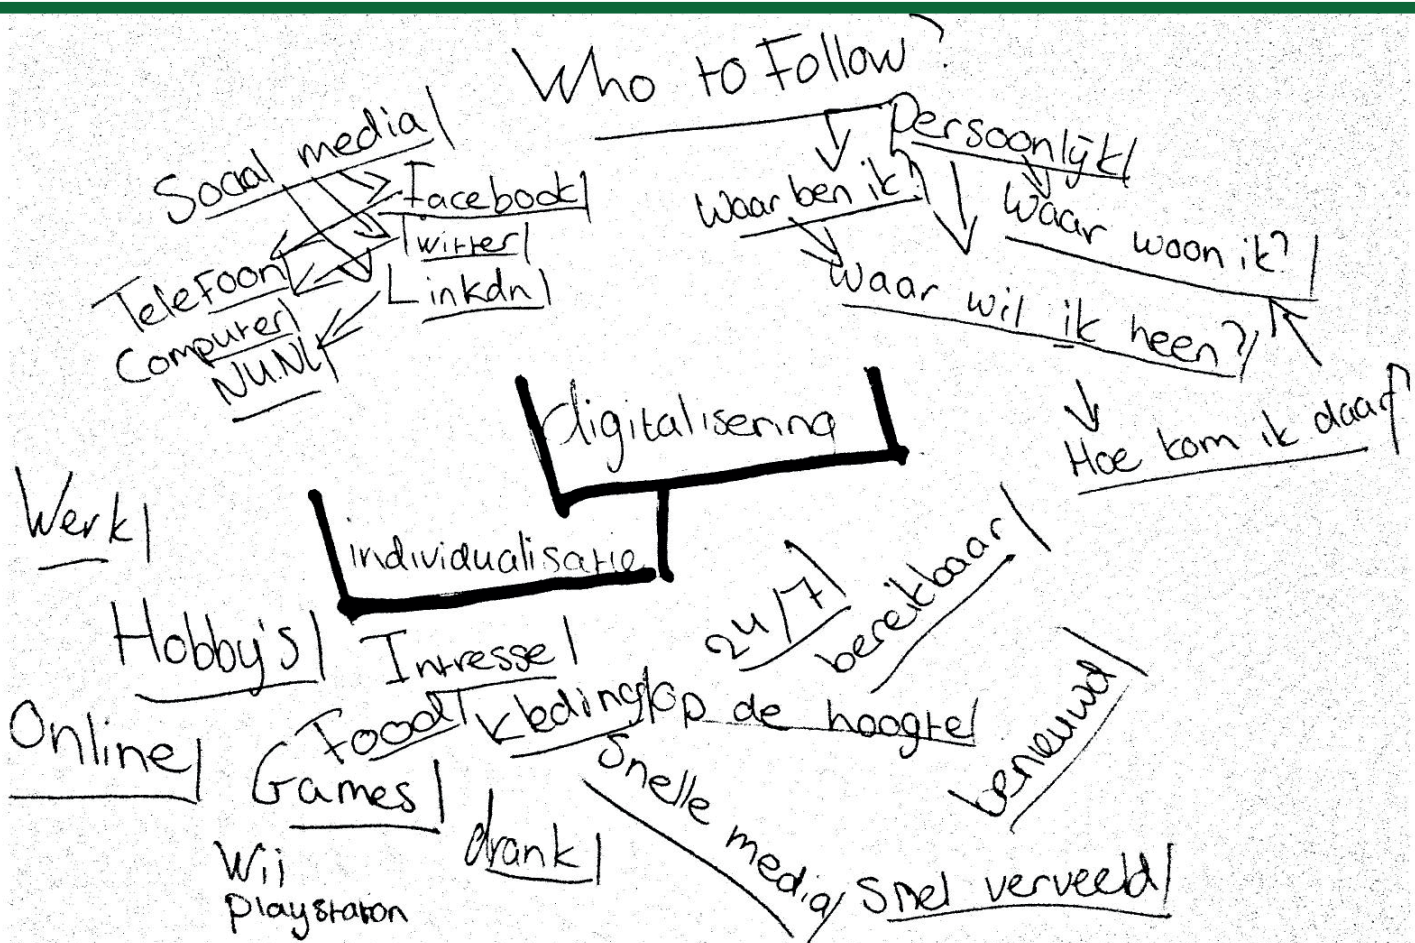 Who to Follow?
Social media
Facebook
Twitter
Linkdn
Telefoon
Computer
NU.NL
persoonlijk
Waar ben ik?
Waar woon ik?
Waar wil ik heen?
Hoe kom ik daar?
digitalisering
individualisatie
Werk
Hobby's
Intresse
Online
Food
kleding
Games
drank
Wii
playstation
24/7
bereikbaar
op de hoogte
benieuwd
Snelle media
Snel verveeld